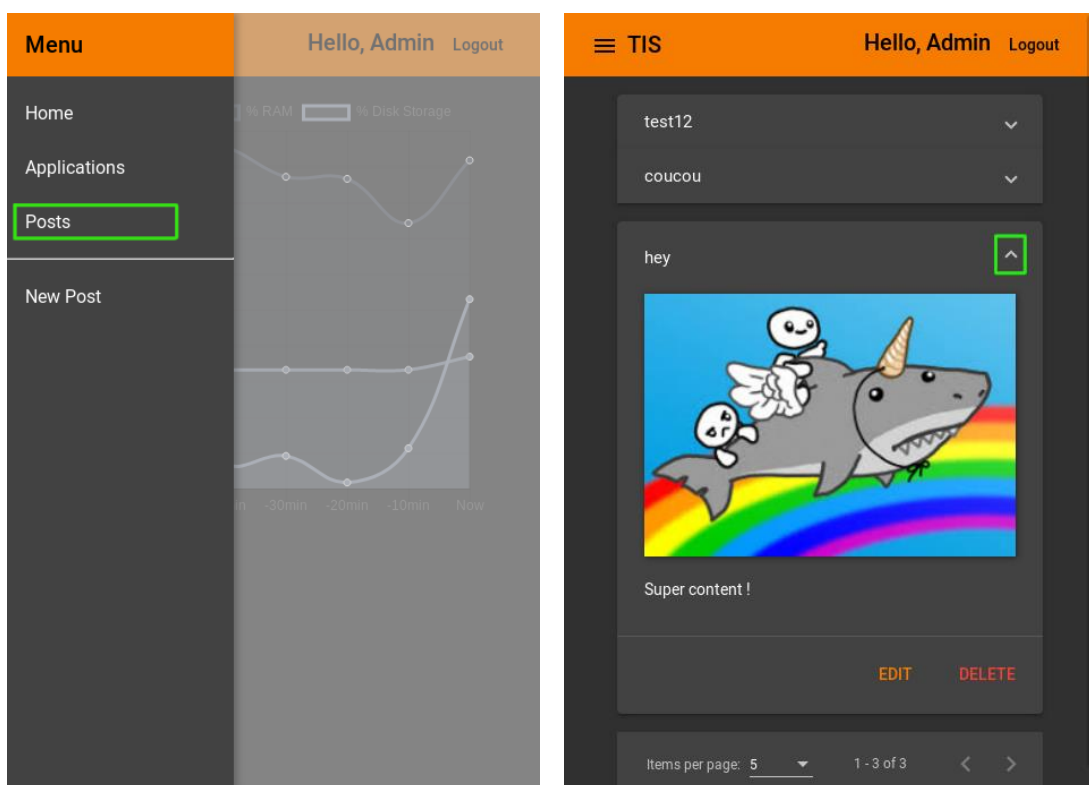 Menu
Hello, Admin Logout
Home
Applications
Posts
New Post
% RAM % Disk Storage
-30min -20min -10min Now
TIS
Hello, Admin Logout
test12
coucou
hey
Super content !
EDIT DELETE
Items per page: 5 1 - 3 of 3